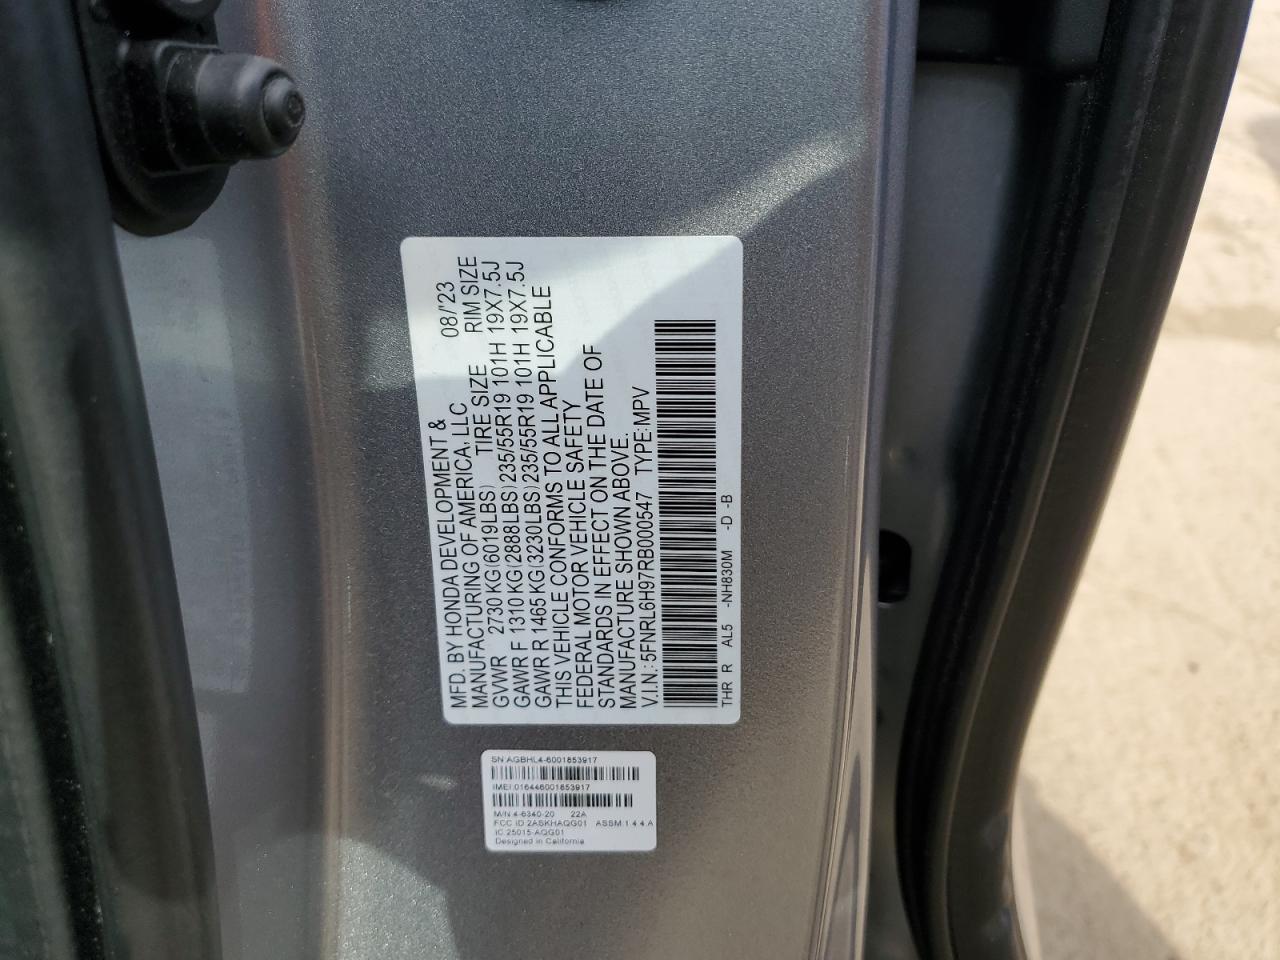 MFD. BY HONDA DEVELOPMENT & 08/'23
MANUFACTURING OF AMERICA, LLC
TIRE SIZE RIM SIZE
GVWR 2730 KG(6019LBS)
GAWR F 1310 KG(2888LBS) 235/55R19 101H 19X7.5J
GAWR R 1465 KG(3230LBS) 235/55R19 101H 19X7.5J
THIS VEHICLE CONFORMS TO ALL APPLICABLE
FEDERAL MOTOR VEHICLE SAFETY
STANDARDS IN EFFECT ON THE DATE OF
MANUFACTURE SHOWN ABOVE.
V.I.N.: 5FNRL6H97RB000547 TYPE: MPV
THR R AL5 -NH830M -D -B
SN AGBHL4-6001853917
IMEI 016446001853917
M/N 4-6340-20 22A
FCC ID 2ASKHAQG01 ASSM:1.4.4.A
IC:25015-AQG01
Designed in California